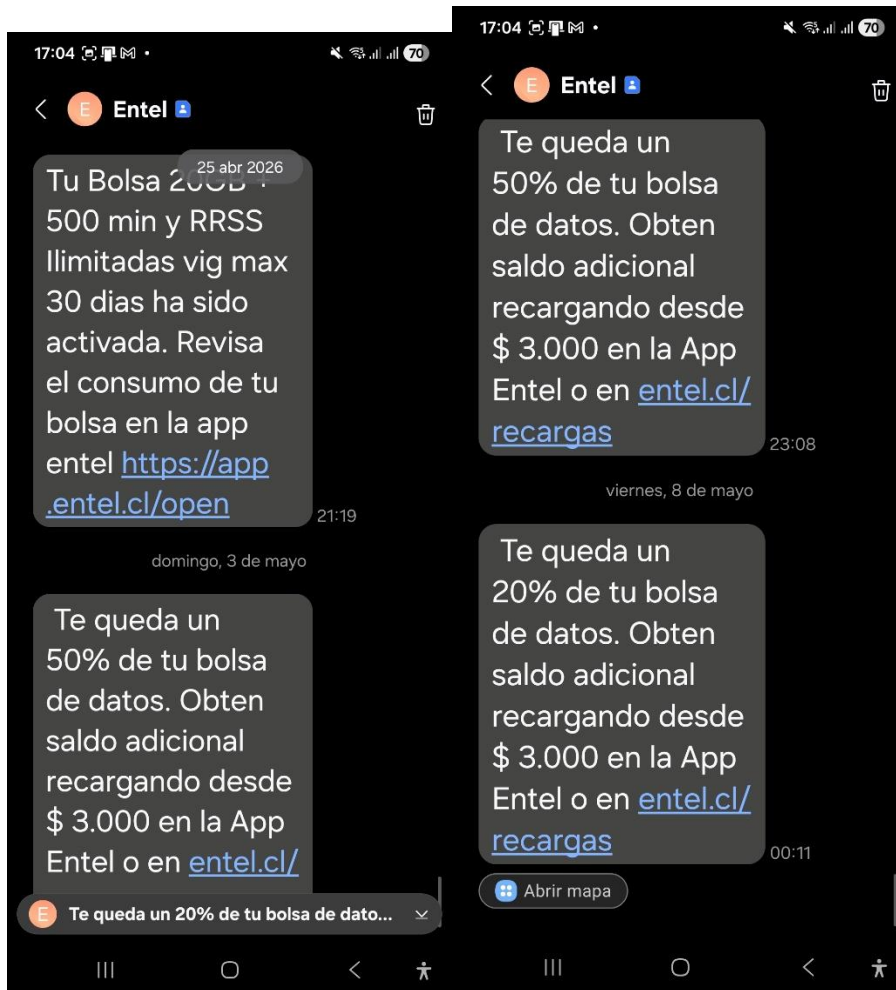 17:04
70
Entel
25 abr 2026
Tu Bolsa 20GB +
500 min y RRSS
Ilimitadas vig max
30 dias ha sido
activada. Revisa
el consumo de tu
bolsa en la app
entel https://app
.entel.cl/open
21:19
domingo, 3 de mayo
Te queda un
50% de tu bolsa
de datos. Obten
saldo adicional
recargando desde
$ 3.000 en la App
Entel o en entel.cl/
E Te queda un 20% de tu bolsa de dato...
17:04
70
E Entel
Te queda un
50% de tu bolsa
de datos. Obten
saldo adicional
recargando desde
$ 3.000 en la App
Entel o en entel.cl/
recargas
23:08
viernes, 8 de mayo
Te queda un
20% de tu bolsa
de datos. Obten
saldo adicional
recargando desde
$ 3.000 en la App
Entel o en entel.cl/
recargas
00:11
Abrir mapa